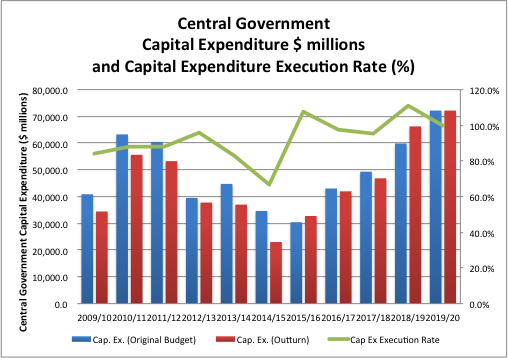 Central Government
Capital Expenditure $ millions
and Capital Expenditure Execution Rate (%)
Central Government Capital Expenditure ($ millions)
80,000.0
70,000.0
60,000.0
50,000.0
40,000.0
30,000.0
20,000.0
10,000.0
0.0
120.0%
100.0%
80.0%
60.0%
40.0%
20.0%
0.0%
2009/10 2010/11 2011/12 2012/13 2013/14 2014/15 2015/16 2016/17 2017/18 2018/19 2019/20
Cap. Ex. (Original Budget) Cap. Ex. (Outturn) Cap Ex Execution Rate